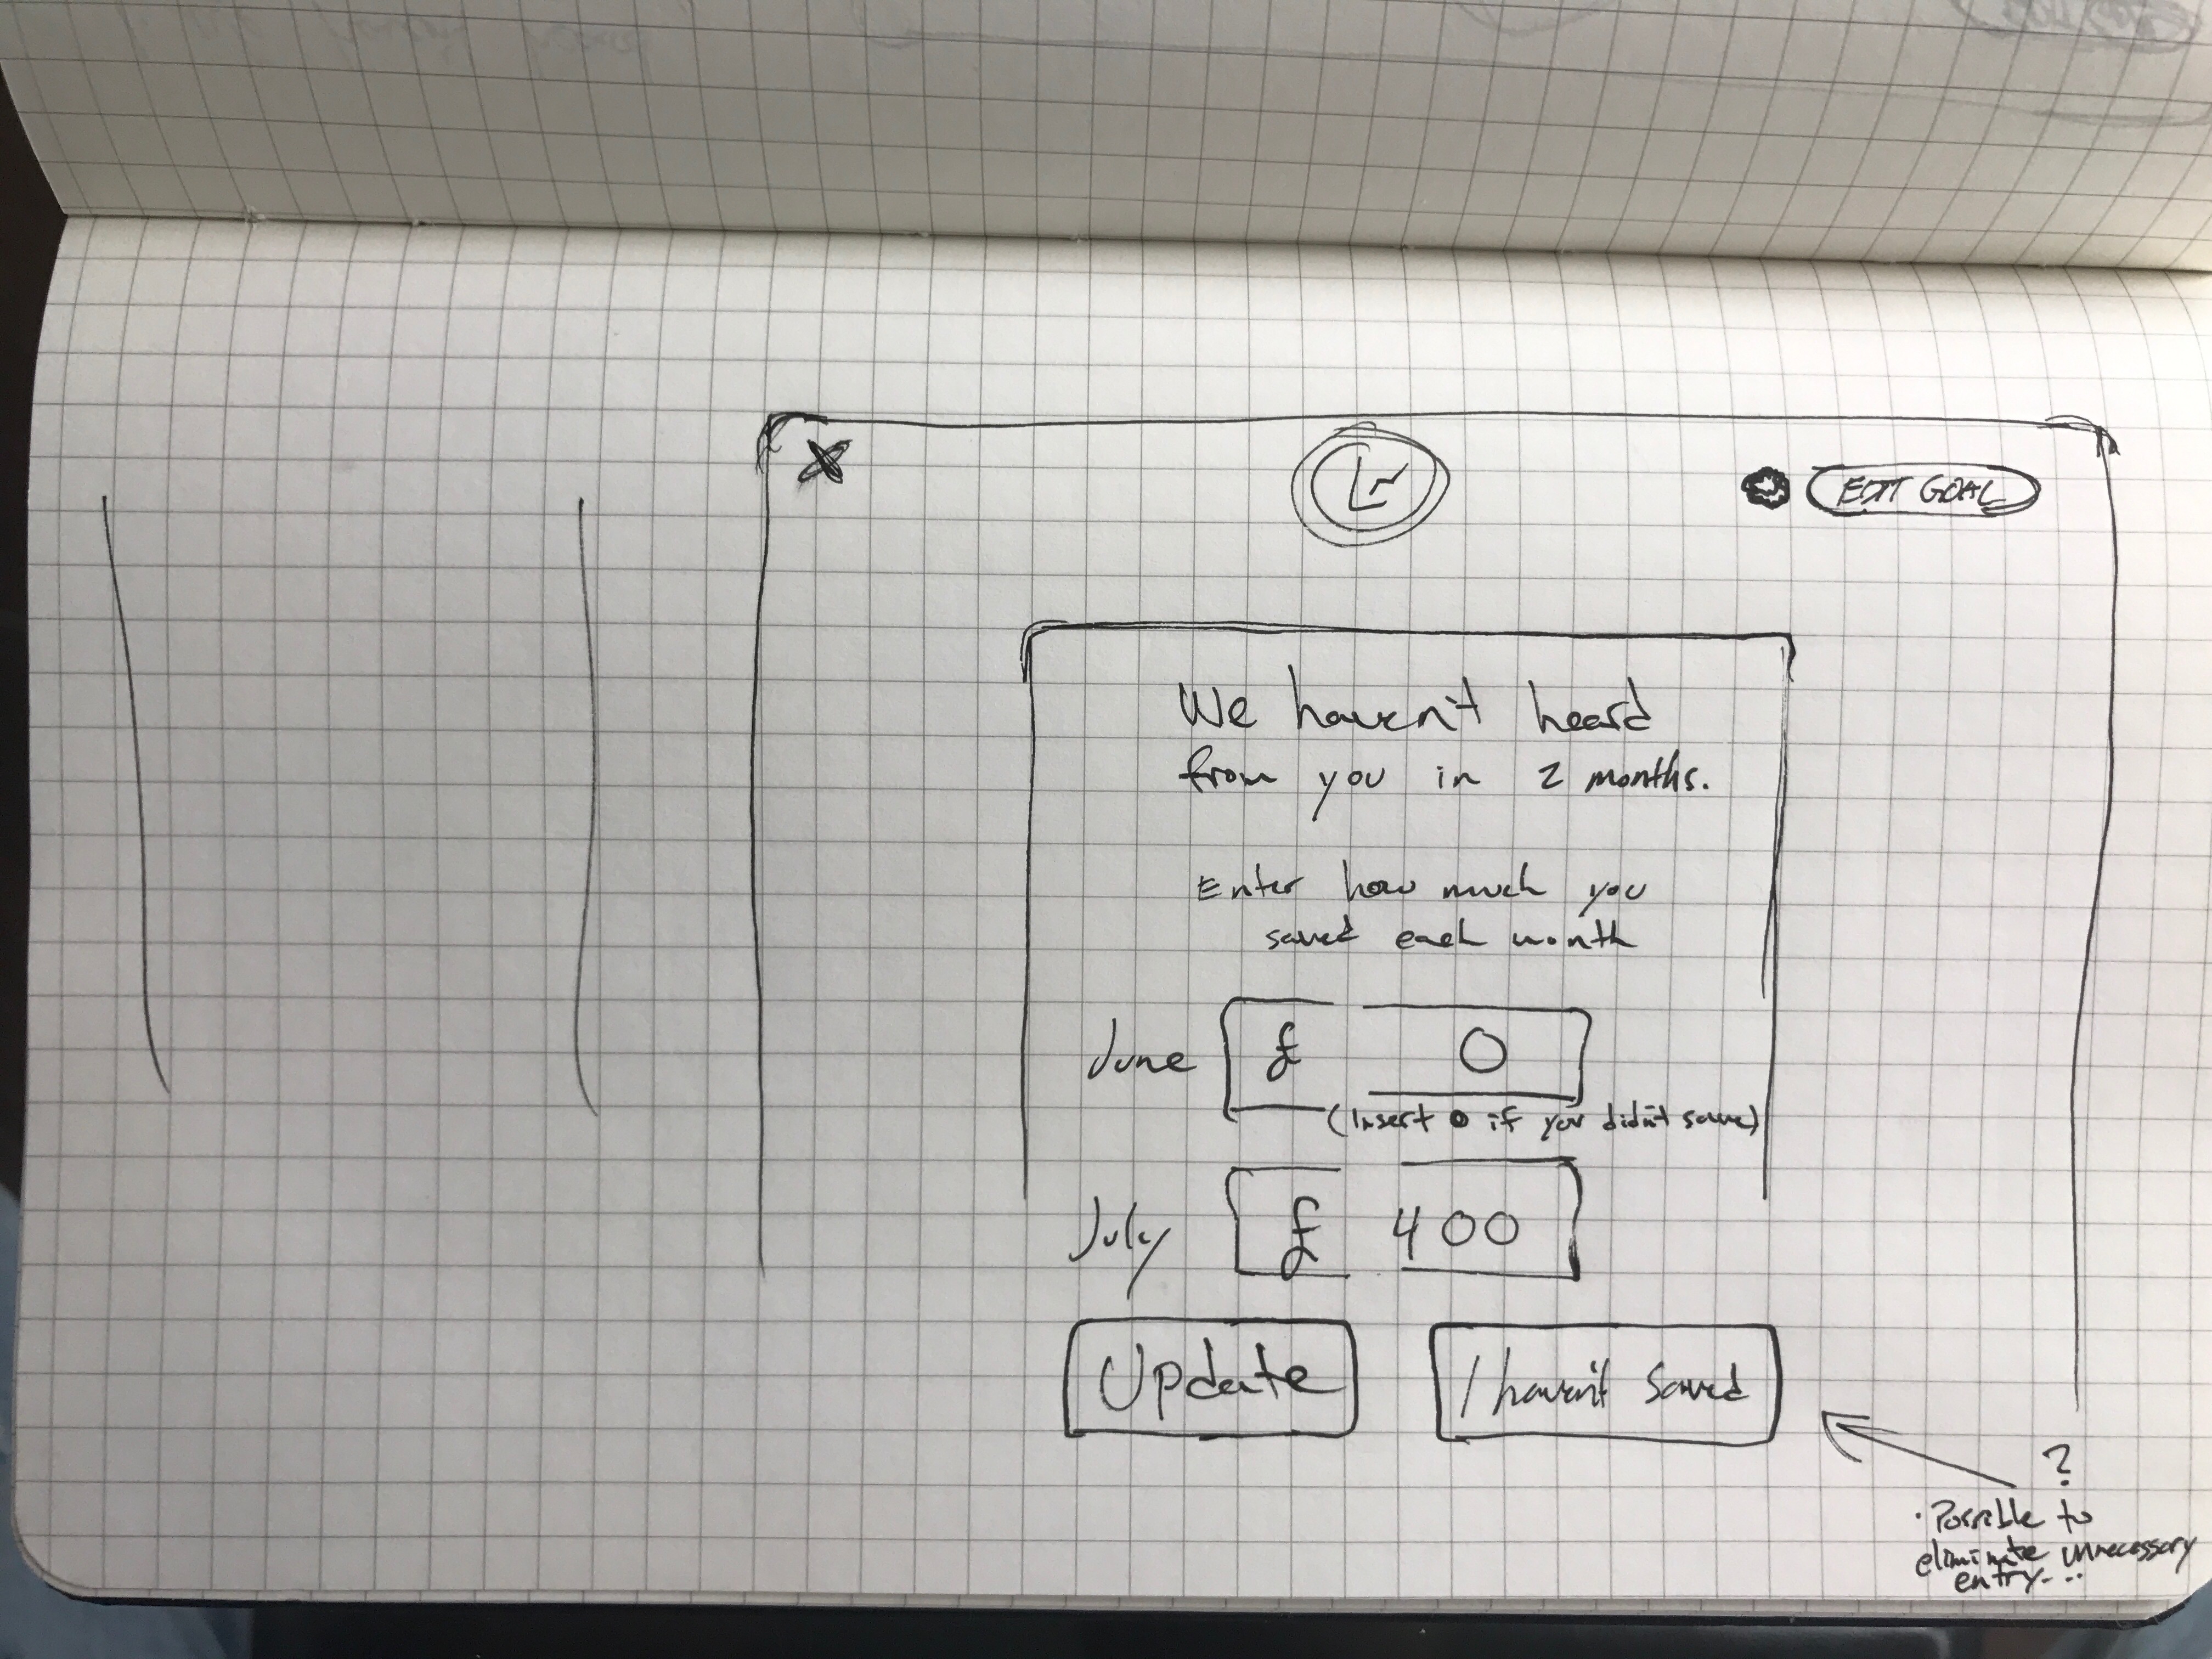 EDIT GOAL
We haven't heard
from you in 2 months.
Enter how much you
saved each month
June £ 0
(Insert 0 if you didn't save)
July £ 400
Update
I haven't saved
?
· Possible to
eliminate unnecessary
entry...